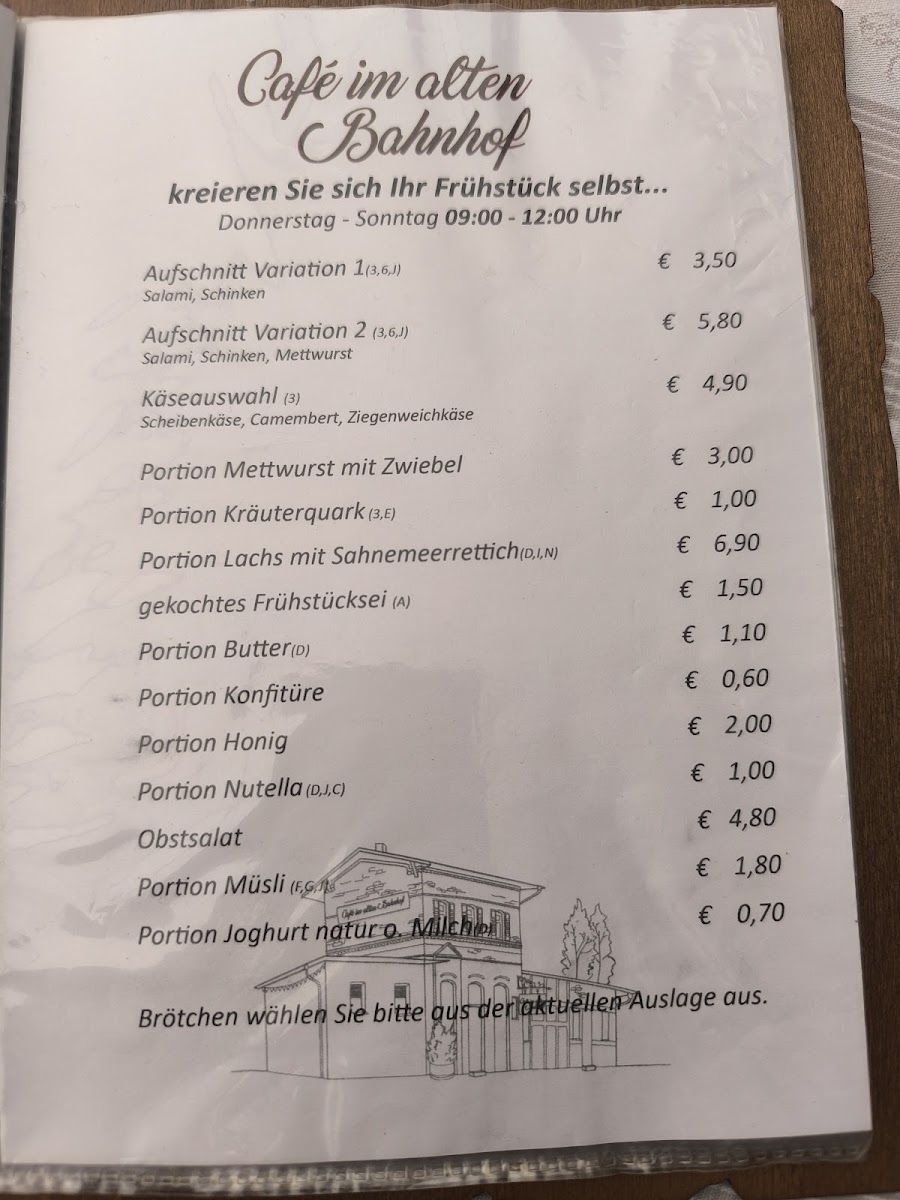 Café im alten
Bahnhof
kreieren Sie sich Ihr Frühstück selbst...
Donnerstag - Sonntag 09:00 - 12:00 Uhr
Aufschnitt Variation 1(3,6,J) € 3,50
Salami, Schinken
Aufschnitt Variation 2 (3,6,J) € 5,80
Salami, Schinken, Mettwurst
Käseauswahl (3) € 4,90
Scheibenkäse, Camembert, Ziegenweichkäse
Portion Mettwurst mit Zwiebel € 3,00
Portion Kräuterquark (3,E) € 1,00
Portion Lachs mit Sahnemeerrettich(D,I,N) € 6,90
gekochtes Frühstücksei (A) € 1,50
Portion Butter(D) € 1,10
Portion Konfitüre € 0,60
Portion Honig € 2,00
Portion Nutella (D,J,C) € 1,00
Obstsalat € 4,80
Portion Müsli € 1,80
Portion Joghurt natur o. Milch(D) € 0,70
Café im alten Bahnhof
Brötchen wählen Sie bitte aus der aktuellen Auslage aus.